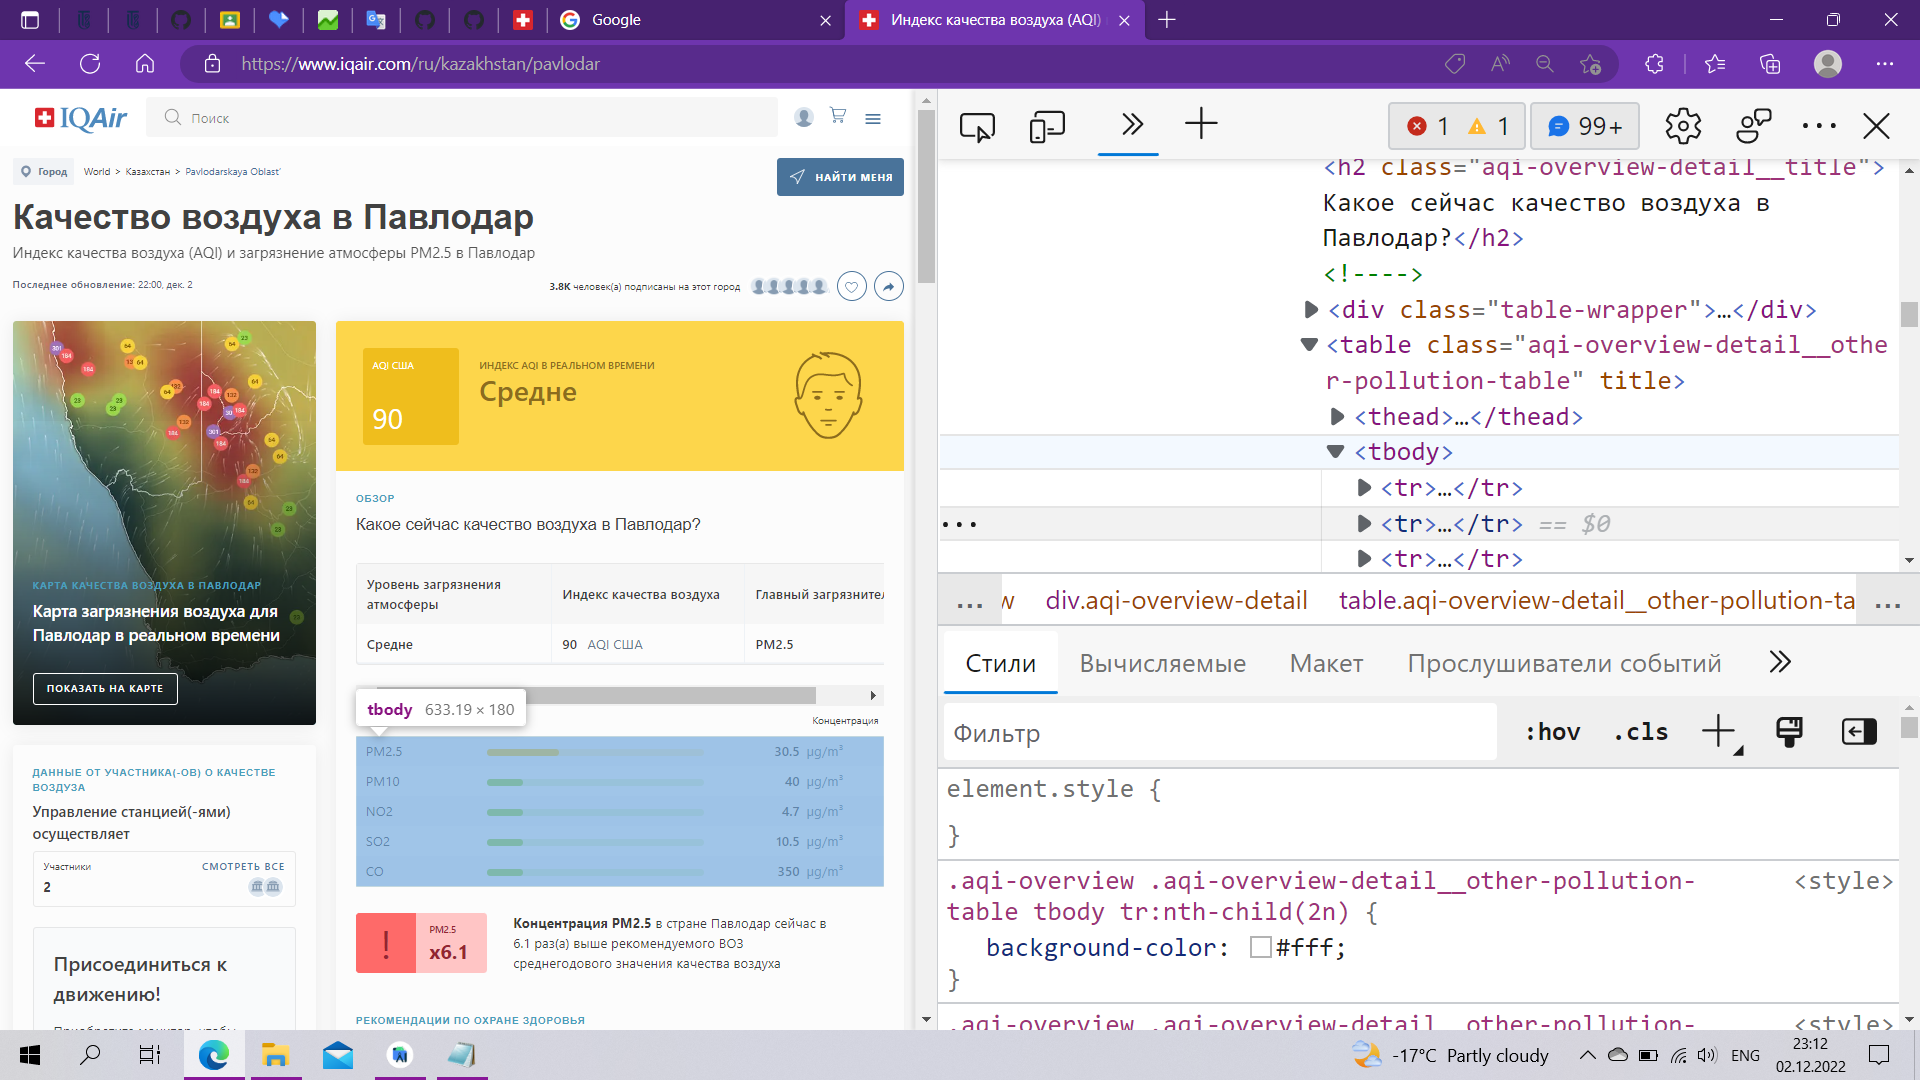 Google
Индекс качества воздуха (AQI)
https://www.iqair.com/ru/kazakhstan/pavlodar
IQAir
Поиск
Город
World > Казахстан > Pavlodarskaya Oblast'
НАЙТИ МЕНЯ
Качество воздуха в Павлодар
Индекс качества воздуха (AQI) и загрязнение атмосферы PM2.5 в Павлодар
Последнее обновление: 22:00, дек. 2
3.8K человек(а) подписаны на этот город
КАРТА КАЧЕСТВА ВОЗДУХА В ПАВЛОДАР
Карта загрязнения воздуха для
Павлодар в реальном времени
ПОКАЗАТЬ НА КАРТЕ
ДАННЫЕ ОТ УЧАСТНИКА(-ОВ) О КАЧЕСТВЕ
ВОЗДУЗА
Управление станцией(-ями)
осуществляет
Участники
СМОТРЕТЬ ВСЕ
2
Присоединиться к
движению!
AQI США
90
ИНДЕКС AQI В РЕАЛЬНОМ ВРЕМЕНИ
Средне
ОБЗОР
Какое сейчас качество воздуха в Павлодар?
Уровень загрязнения
атмосферы
Индекс качества воздуха
Главный загрязнител
Средне
90 AQI США
PM2.5
tbody 633.19 × 180
Концентрация
PM2.5 30.5 µg/m³
PM10 40 µg/m³
NO2 4.7 µg/m³
SO2 10.5 µg/m³
CO 350 µg/m³
!
PM2.5
x6.1
Концентрация PM2.5 в стране Павлодар сейчас в
6.1 раз(а) выше рекомендуемого ВОЗ
среднегодового значения качества воздуха
РЕКОМЕНДАЦИИ ПО ОХРАНЕ ЗДОРОВЬЯ
1 1
99+
<h2 class="aqi-overview-detail__title">
Какое сейчас качество воздуха в
Павлодар?</h2>
<!---->
<div class="table-wrapper">…</div>
<table class="aqi-overview-detail__othe
r-pollution-table" title>
<thead>…</thead>
<tbody>
<tr>…</tr>
<tr>…</tr> == $0
<tr>…</tr>
... w div.aqi-overview-detail table.aqi-overview-detail__other-pollution-ta ...
Стили Вычисляемые Макет Прослушиватели событий
Фильтр
:hov .cls
element.style {
}
.aqi-overview .aqi-overview-detail__other-pollution-
table tbody tr:nth-child(2n) {
<style>
background-color: #fff;
}
.aqi-overview .aqi-overview-detail__other-pollution-
<style>
-17°C Partly cloudy
ENG
23:12
02.12.2022